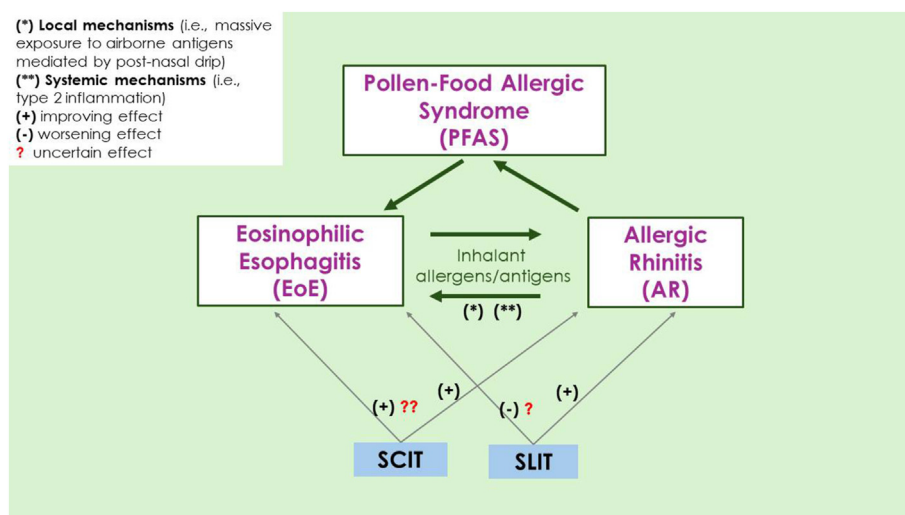 (*) Local mechanisms (i.e., massive
exposure to airborne antigens
mediated by post-nasal drip)
(**) Systemic mechanisms (i.e.,
type 2 inflammation)
(+) improving effect
(-) worsening effect
? uncertain effect
Pollen-Food Allergic
Syndrome
(PFAS)
Eosinophilic
Esophagitis
(EoE)
Inhalant
allergens/antigens
(*) (**)
Allergic
Rhinitis
(AR)
(+) ??
(+)
(-) ?
(+)
SCIT
SLIT